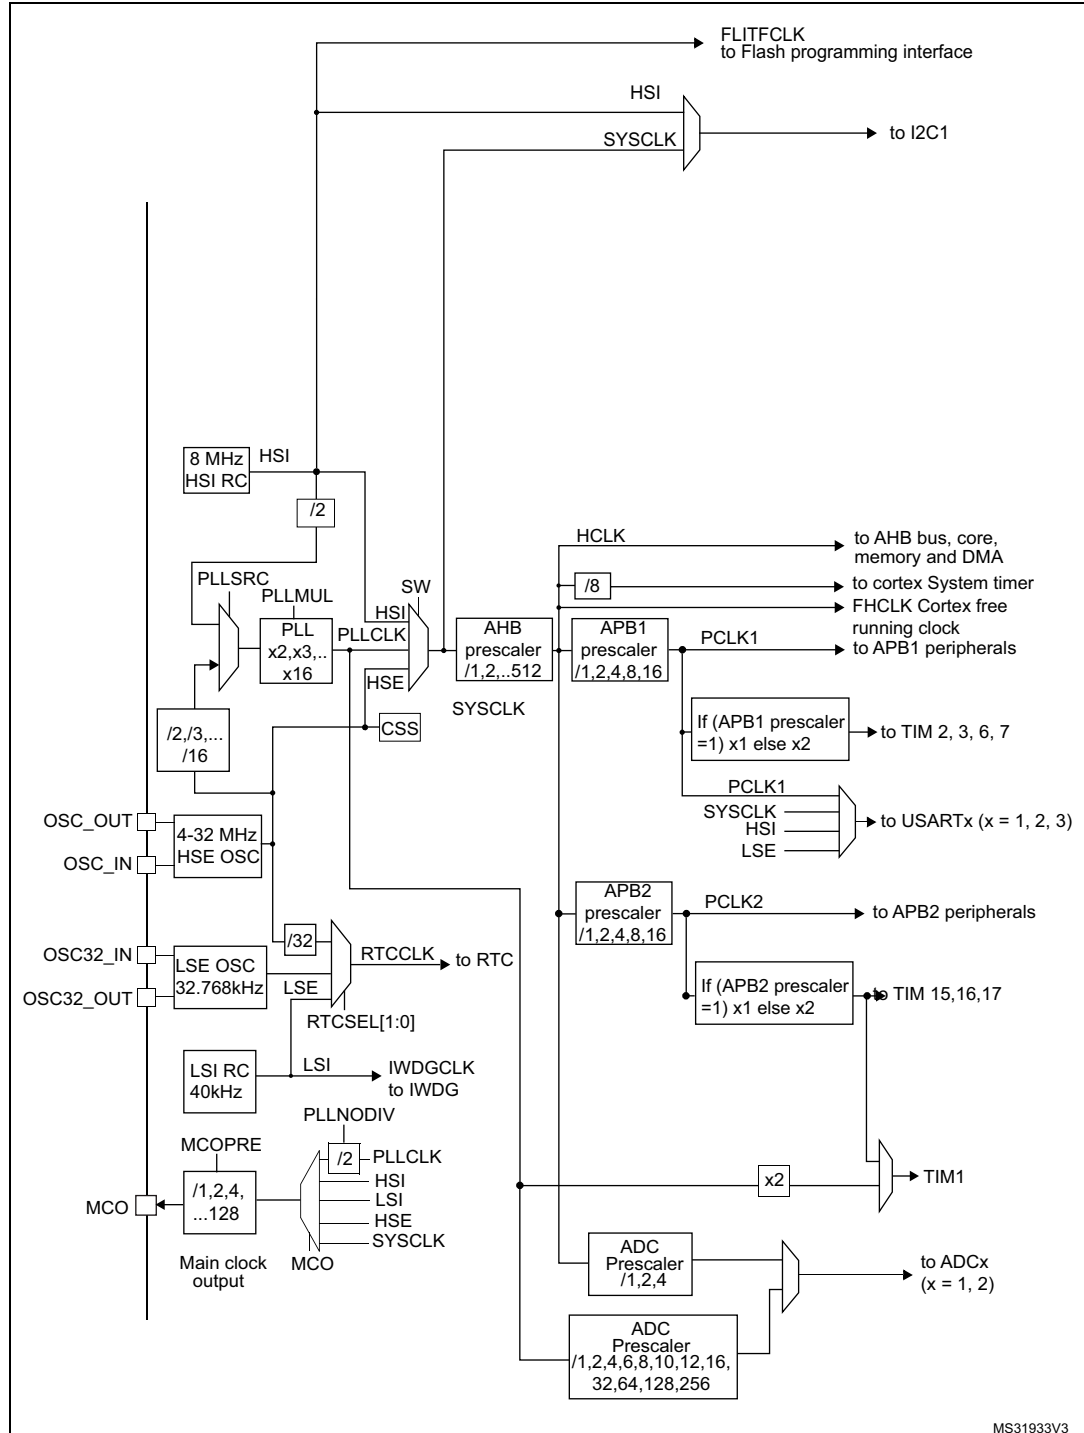 FLITFCLK
to Flash programming interface
HSI
to I2C1
SYSCLK
8 MHz
HSI RC
HSI
/2
HCLK
to AHB bus, core,
memory and DMA
/8
to cortex System timer
FHCLK Cortex free
running clock
PLLSRC
PLLMUL
SW
HSI
PLL
x2,x3,..
x16
PLLCLK
HSE
AHB
prescaler
/1,2,..512
APB1
prescaler
/1,2,4,8,16
PCLK1
to APB1 peripherals
SYSCLK
CSS
/2,/3,...
/16
If (APB1 prescaler
=1) x1 else x2
to TIM 2, 3, 6, 7
PCLK1
SYSCLK
HSI
LSE
to USARTx (x = 1, 2, 3)
OSC_OUT
OSC_IN
4-32 MHz
HSE OSC
APB2
prescaler
/1,2,4,8,16
PCLK2
to APB2 peripherals
/32
OSC32_IN
OSC32_OUT
LSE OSC
32.768kHz
LSE
RTCCLK
to RTC
RTCSEL[1:0]
If (APB2 prescaler
=1) x1 else x2
to TIM 15,16,17
LSI RC
40kHz
LSI
IWDGCLK
to IWDG
PLLNODIV
MCOPRE
/2
PLLCLK
HSI
LSI
HSE
SYSCLK
MCO
/1,2,4,
...128
MCO
Main clock
output
x2
TIM1
ADC
Prescaler
/1,2,4
to ADCx
(x = 1, 2)
ADC
Prescaler
/1,2,4,6,8,10,12,16,
32,64,128,256
MS31933V3